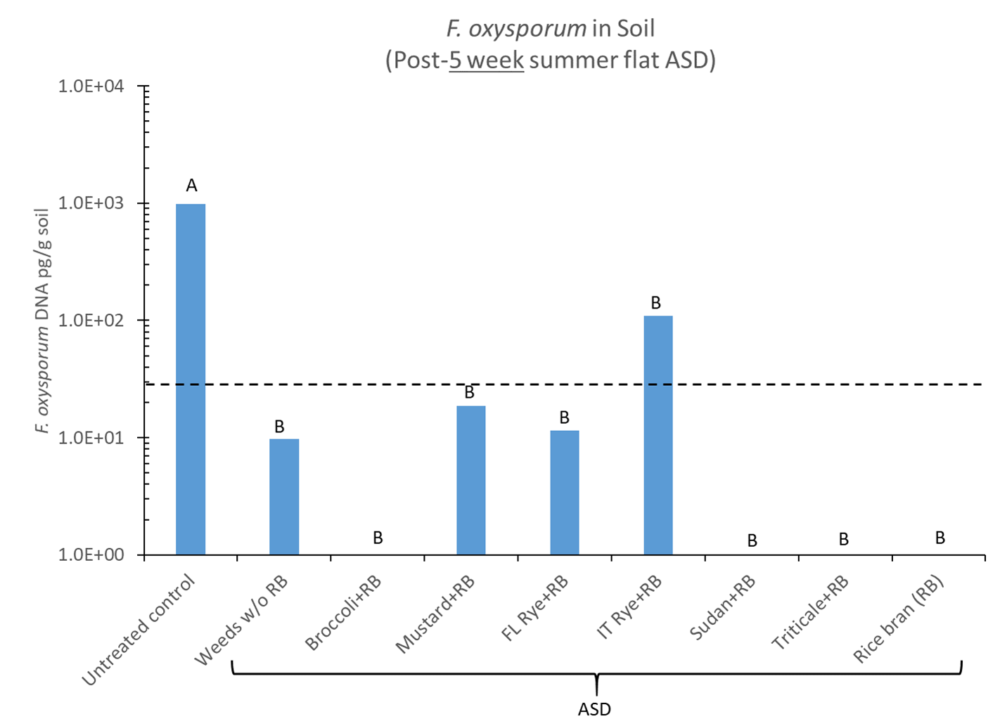 F. oxysporum in Soil
(Post-5 week summer flat ASD)
F. oxysporum DNA pg/g soil
1.0E+04
1.0E+03
1.0E+02
1.0E+01
1.0E+00
A
B
B
B
B
B
B
B
B
Untreated control
Weeds w/o RB
Broccoli+RB
Mustard+RB
FL Rye+RB
IT Rye+RB
Sudan+RB
Triticale+RB
Rice bran (RB)
ASD